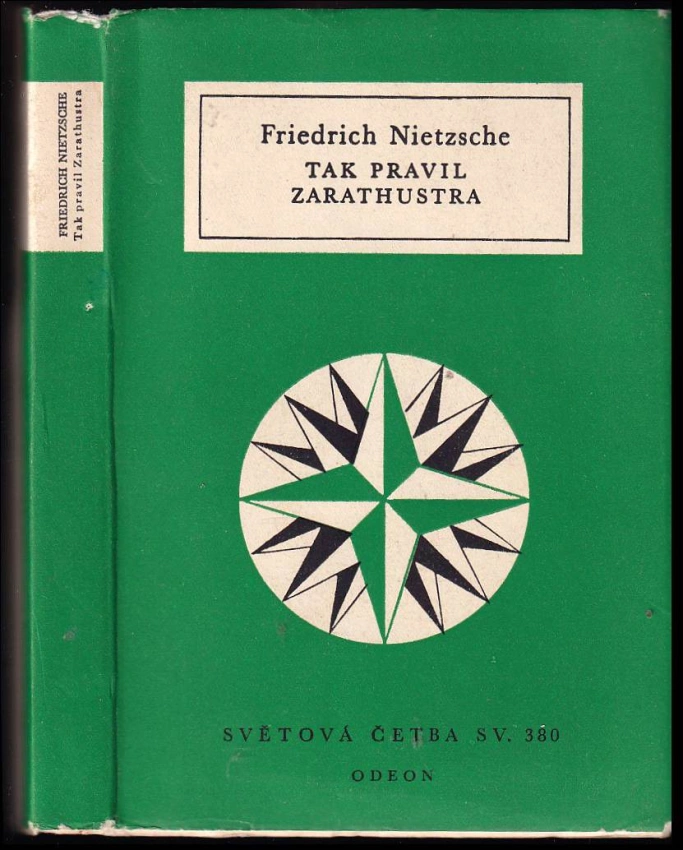 FRIEDRICH NIETZSCHE
Tak pravil Zarathustra
Friedrich Nietzsche
TAK PRAVIL
ZARATHUSTRA
SVĚTOVÁ ČETBA SV. 380
ODEON